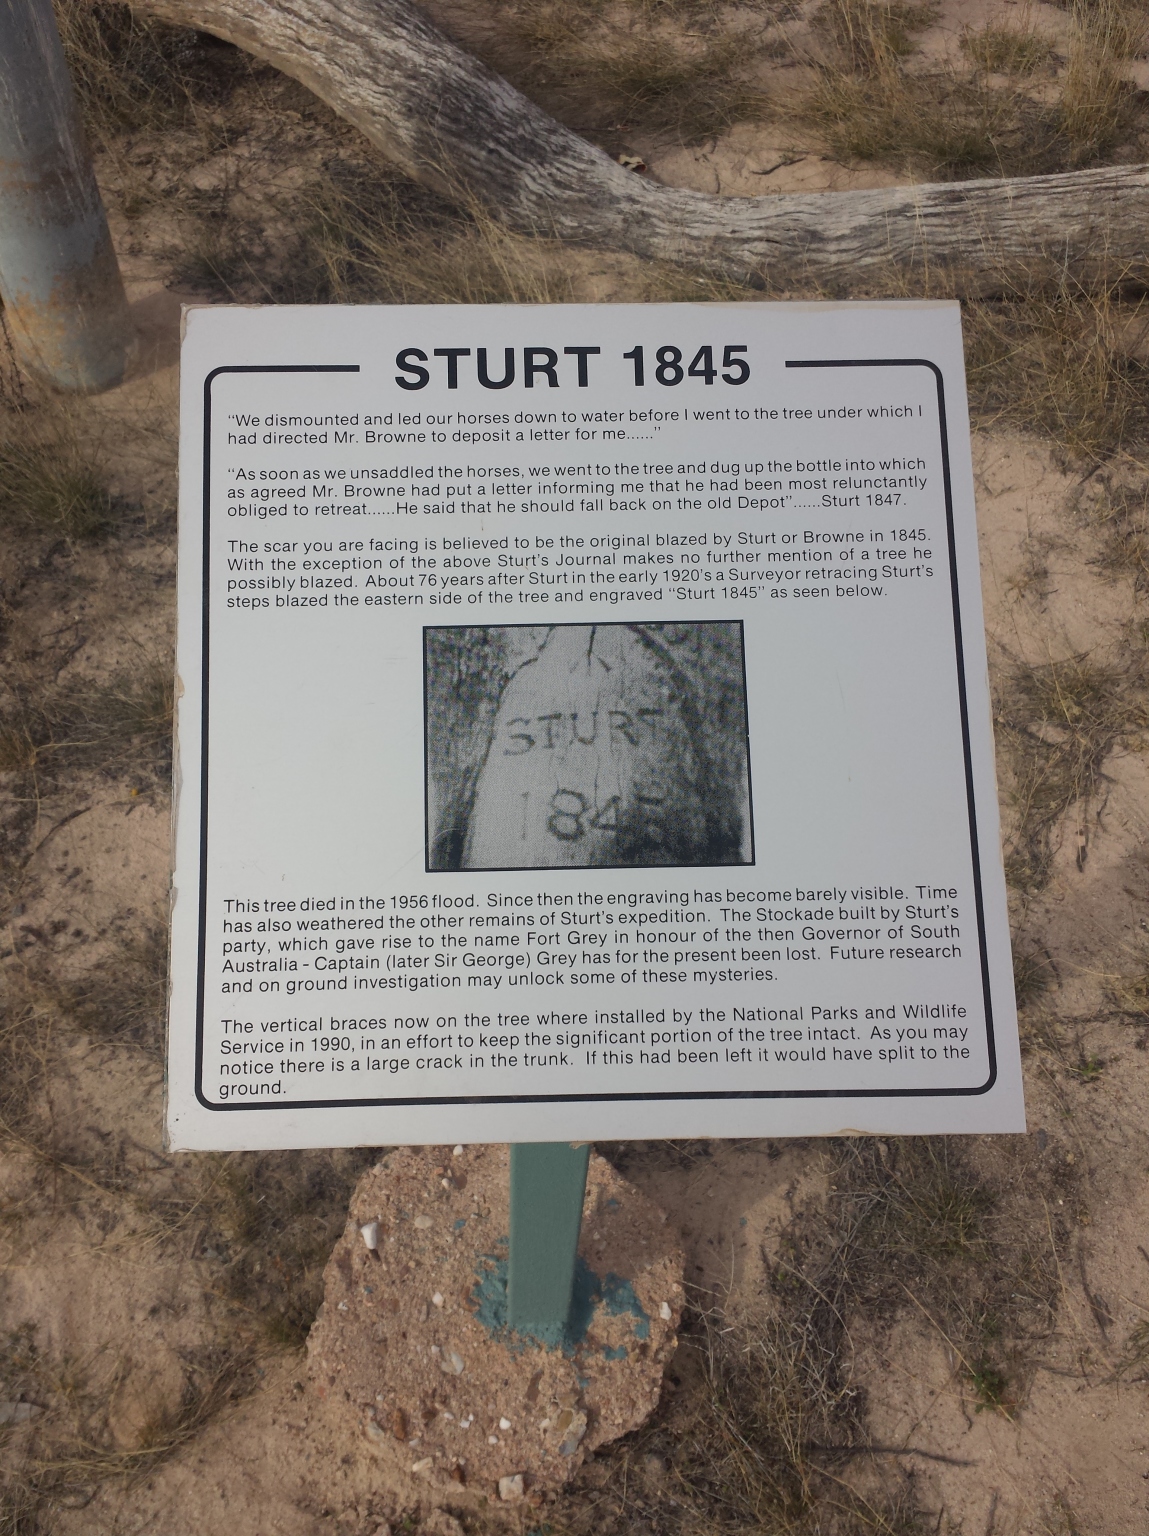 STURT 1845
“We dismounted and led our horses down to water before I went to the tree under which I
had directed Mr. Browne to deposit a letter for me......”
“As soon as we unsaddled the horses, we went to the tree and dug up the bottle into which
as agreed Mr. Browne had put a letter informing me that he had been most relunctantly
obliged to retreat......He said that he should fall back on the old Depot”......Sturt 1847.
The scar you are facing is believed to be the original blazed by Sturt or Browne in 1845.
With the exception of the above Sturt's Journal makes no further mention of a tree he
possibly blazed. About 76 years after Sturt in the early 1920's a Surveyor retracing Sturt's
steps blazed the eastern side of the tree and engraved “Sturt 1845” as seen below.
STURT
1845
This tree died in the 1956 flood. Since then the engraving has become barely visible. Time
has also weathered the other remains of Sturt's expedition. The Stockade built by Sturt's
party, which gave rise to the name Fort Grey in honour of the then Governor of South
Australia - Captain (later Sir George) Grey has for the present been lost. Future research
and on ground investigation may unlock some of these mysteries.
The vertical braces now on the tree where installed by the National Parks and Wildlife
Service in 1990, in an effort to keep the significant portion of the tree intact. As you may
notice there is a large crack in the trunk. If this had been left it would have split to the
ground.